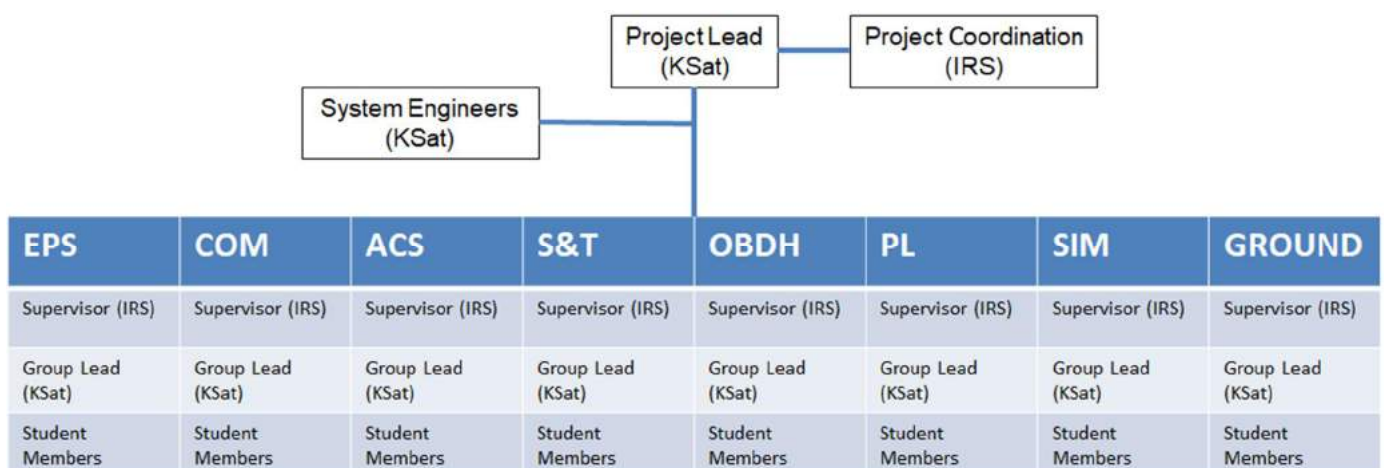 Project Lead
(KSat)
Project Coordination
(IRS)
System Engineers
(KSat)
EPS COM ACS S&T OBDH PL SIM GROUND
Supervisor (IRS) Supervisor (IRS) Supervisor (IRS) Supervisor (IRS) Supervisor (IRS) Supervisor (IRS) Supervisor (IRS) Supervisor (IRS)
Group Lead Group Lead Group Lead Group Lead Group Lead Group Lead Group Lead Group Lead
(KSat) (KSat) (KSat) (KSat) (KSat) (KSat) (KSat) (KSat)
Student Student Student Student Student Student Student Student
Members Members Members Members Members Members Members Members